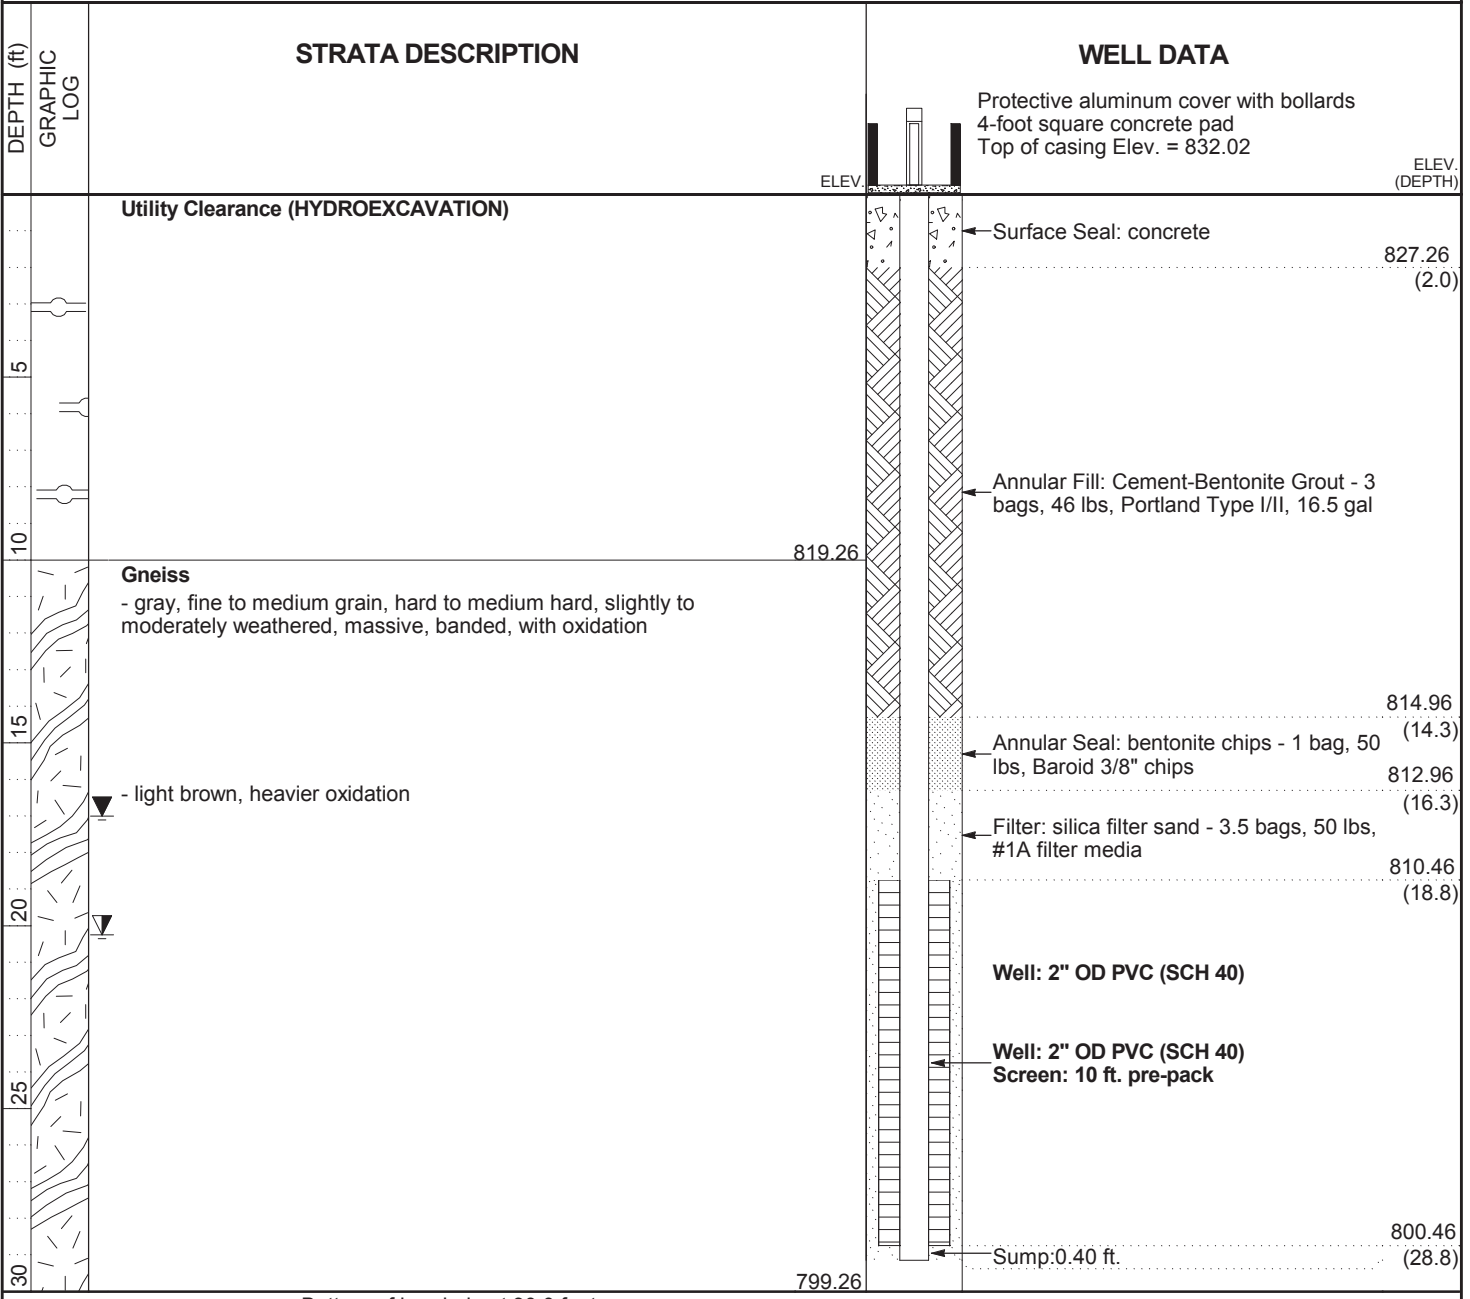 DEPTH (ft)
GRAPHIC
LOG
STRATA DESCRIPTION
ELEV.
WELL DATA
Protective aluminum cover with bollards
4-foot square concrete pad
Top of casing Elev. = 832.02
ELEV.
(DEPTH)
Utility Clearance (HYDROEXCAVATION)
Surface Seal: concrete
827.26
(2.0)
5
Annular Fill: Cement-Bentonite Grout - 3
bags, 46 lbs, Portland Type I/II, 16.5 gal
10
819.26
Gneiss
- gray, fine to medium grain, hard to medium hard, slightly to
moderately weathered, massive, banded, with oxidation
814.96
(14.3)
15
Annular Seal: bentonite chips - 1 bag, 50
lbs, Baroid 3/8" chips
812.96
(16.3)
- light brown, heavier oxidation
Filter: silica filter sand - 3.5 bags, 50 lbs,
#1A filter media
810.46
(18.8)
20
Well: 2" OD PVC (SCH 40)
Well: 2" OD PVC (SCH 40)
Screen: 10 ft. pre-pack
25
800.46
(28.8)
Sump:0.40 ft.
30
799.26